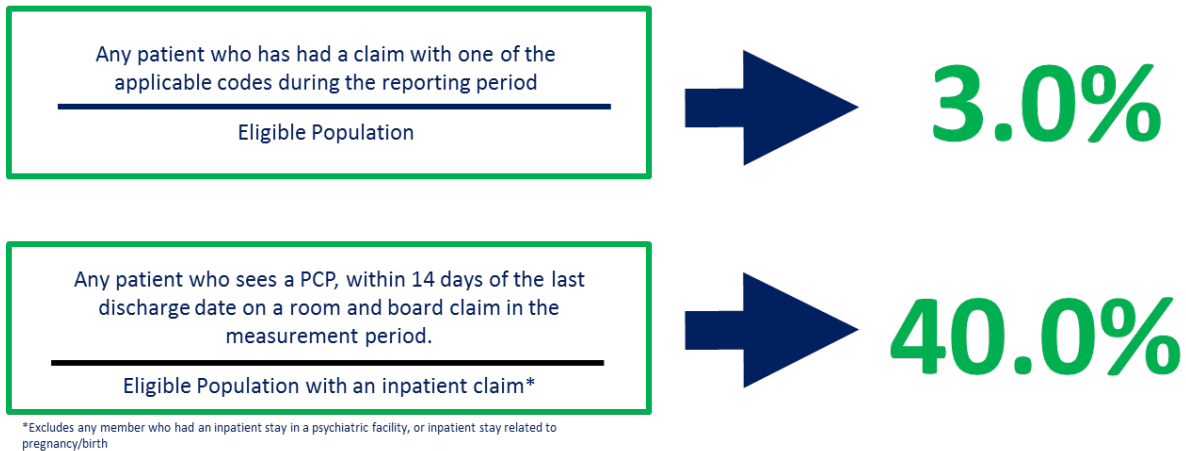 Any patient who has had a claim with one of the
applicable codes during the reporting period
Eligible Population
3.0%
Any patient who sees a PCP, within 14 days of the last
discharge date on a room and board claim in the
measurement period.
Eligible Population with an inpatient claim*
40.0%
*Excludes any member who had an inpatient stay in a psychiatric facility, or inpatient stay related to
pregnancy/birth